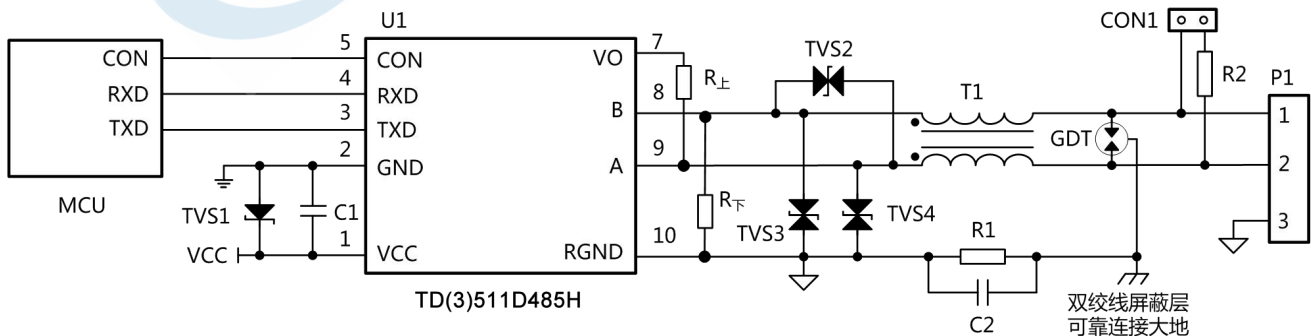 U1
CON1
MCU
CON
RXD
TXD
5
4
3
2
1
CON
RXD
TXD
GND
VCC
VO
B
A
RGND
7
8
9
10
TD(3)511D485H
TVS1
C1
VCC
R上
R下
TVS2
TVS3
TVS4
T1
GDT
R2
P1
1
2
3
R1
C2
双绞线屏蔽层
可靠连接大地